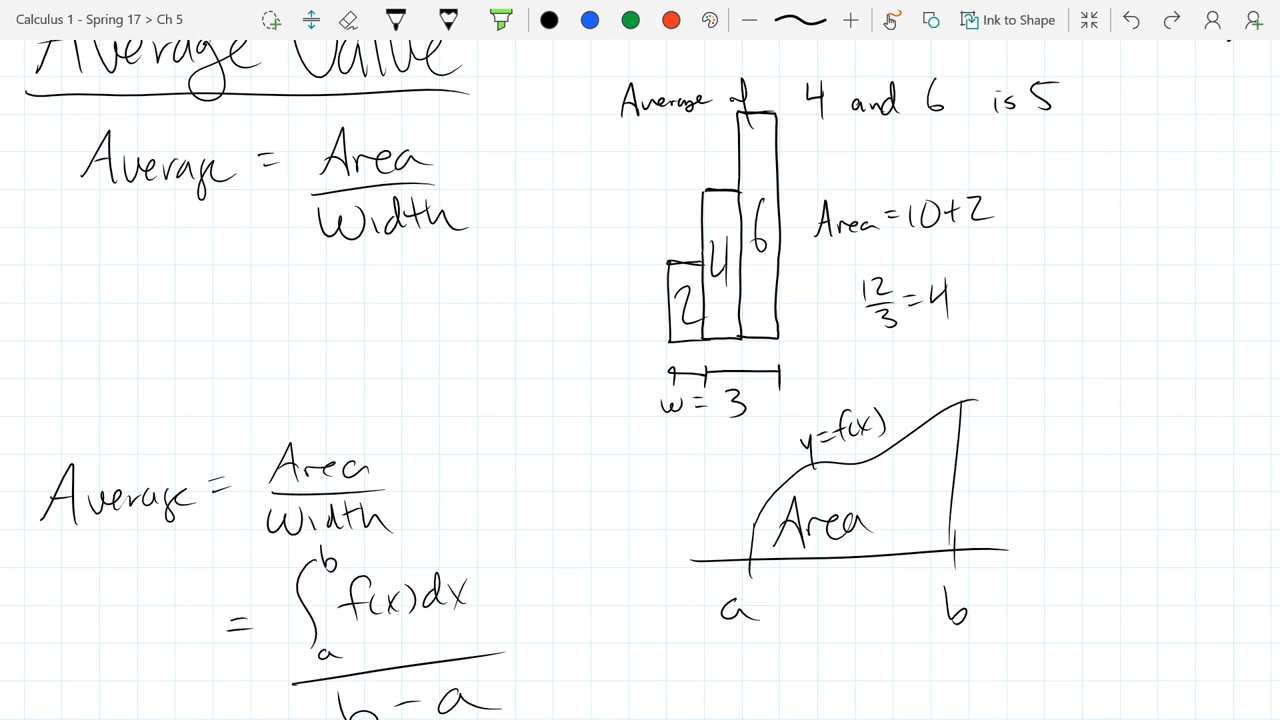 Calculus 1 - Spring 17 > Ch 5
Ink to Shape
Average Value
Average = Area / Width
Average of 4 and 6 is 5
2 4 6
Area = 10+2
12/3 = 4
w = 3
Average = Area / Width
= ∫_a^b f(x)dx / b - a
y=f(x)
Area
a b